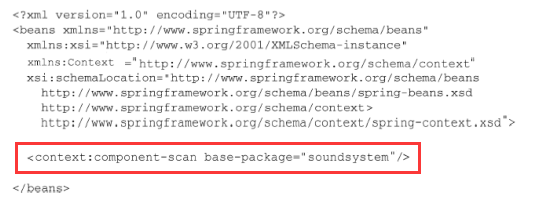 <?xml version="1.0" encoding="UTF-8"?>
<beans xmlns="http://www.springframework.org/schema/beans"
xmlns:xsi="http://www.w3.org/2001/XMLSchema-instance"
xmlns:Context ="http://www.springframework.org/schema/context"
xsi:schemaLocation="http://www.springframework.org/schema/beans
http://www.springframework.org/schema/beans/spring-beans.xsd
http://www.springframework.org/schema/context>
http://www.springframework.org/schema/context/spring-context.xsd">
<context:component-scan base-package="soundsystem"/>
</beans>